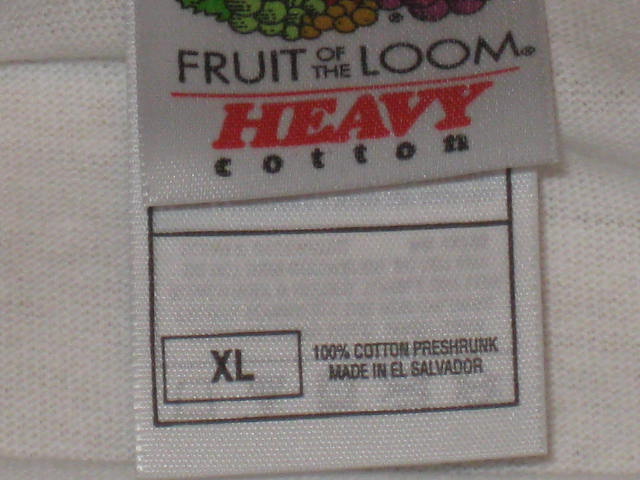 FRUIT OF THE LOOM®
HEAVY
cotton
XL
100% COTTON PRESHRUNK
MADE IN EL SALVADOR